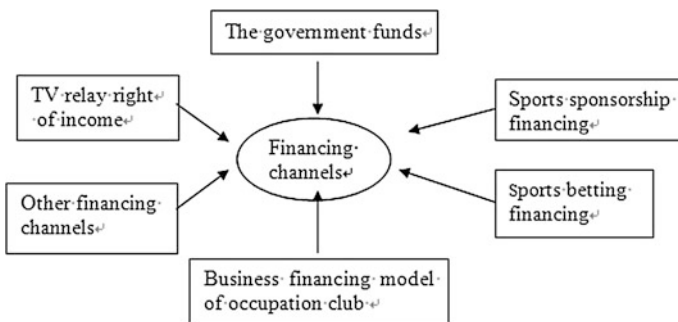 The government funds
TV relay right
of income
Sports sponsorship
financing
Financing
channels
Other financing
channels
Sports betting
financing
Business financing model
of occupation club